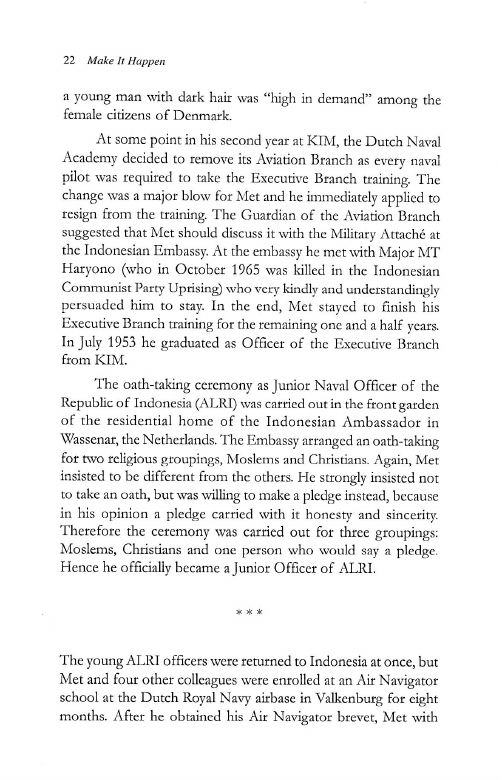 22 Make It Happen
a young man with dark hair was “high in demand” among the
female citizens of Denmark.
At some point in his second year at KIM, the Dutch Naval
Academy decided to remove its Aviation Branch as every naval
pilot was required to take the Executive Branch training. The
change was a major blow for Met and he immediately applied to
resign from the training. The Guardian of the Aviation Branch
suggested that Met should discuss it with the Military Attaché at
the Indonesian Embassy. At the embassy he met with Major MT
Haryono (who in October 1965 was killed in the Indonesian
Communist Party Uprising) who very kindly and understandingly
persuaded him to stay. In the end, Met stayed to finish his
Executive Branch training for the remaining one and a half years.
In July 1953 he graduated as Officer of the Executive Branch
from KIM.
The oath-taking ceremony as Junior Naval Officer of the
Republic of Indonesia (ALRI) was carried out in the front garden
of the residential home of the Indonesian Ambassador in
Wassenar, the Netherlands. The Embassy arranged an oath-taking
for two religious groupings, Moslems and Christians. Again, Met
insisted to be different from the others. He strongly insisted not
to take an oath, but was willing to make a pledge instead, because
in his opinion a pledge carried with it honesty and sincerity.
Therefore the ceremony was carried out for three groupings:
Moslems, Christians and one person who would say a pledge.
Hence he officially became a Junior Officer of ALRI.
* * *
The young ALRI officers were returned to Indonesia at once, but
Met and four other colleagues were enrolled at an Air Navigator
school at the Dutch Royal Navy airbase in Valkenburg for eight
months. After he obtained his Air Navigator brevet, Met with